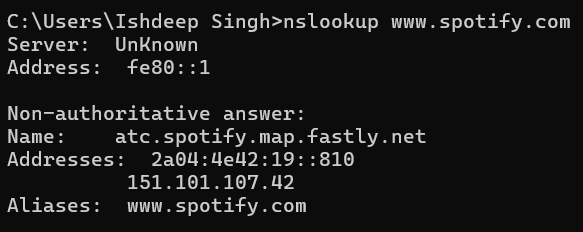 C:\Users\Ishdeep Singh>nslookup www.spotify.com
Server:  UnKnown
Address:  fe80::1

Non-authoritative answer:
Name:    atc.spotify.map.fastly.net
Addresses:  2a04:4e42:19::810
          151.101.107.42
Aliases:  www.spotify.com